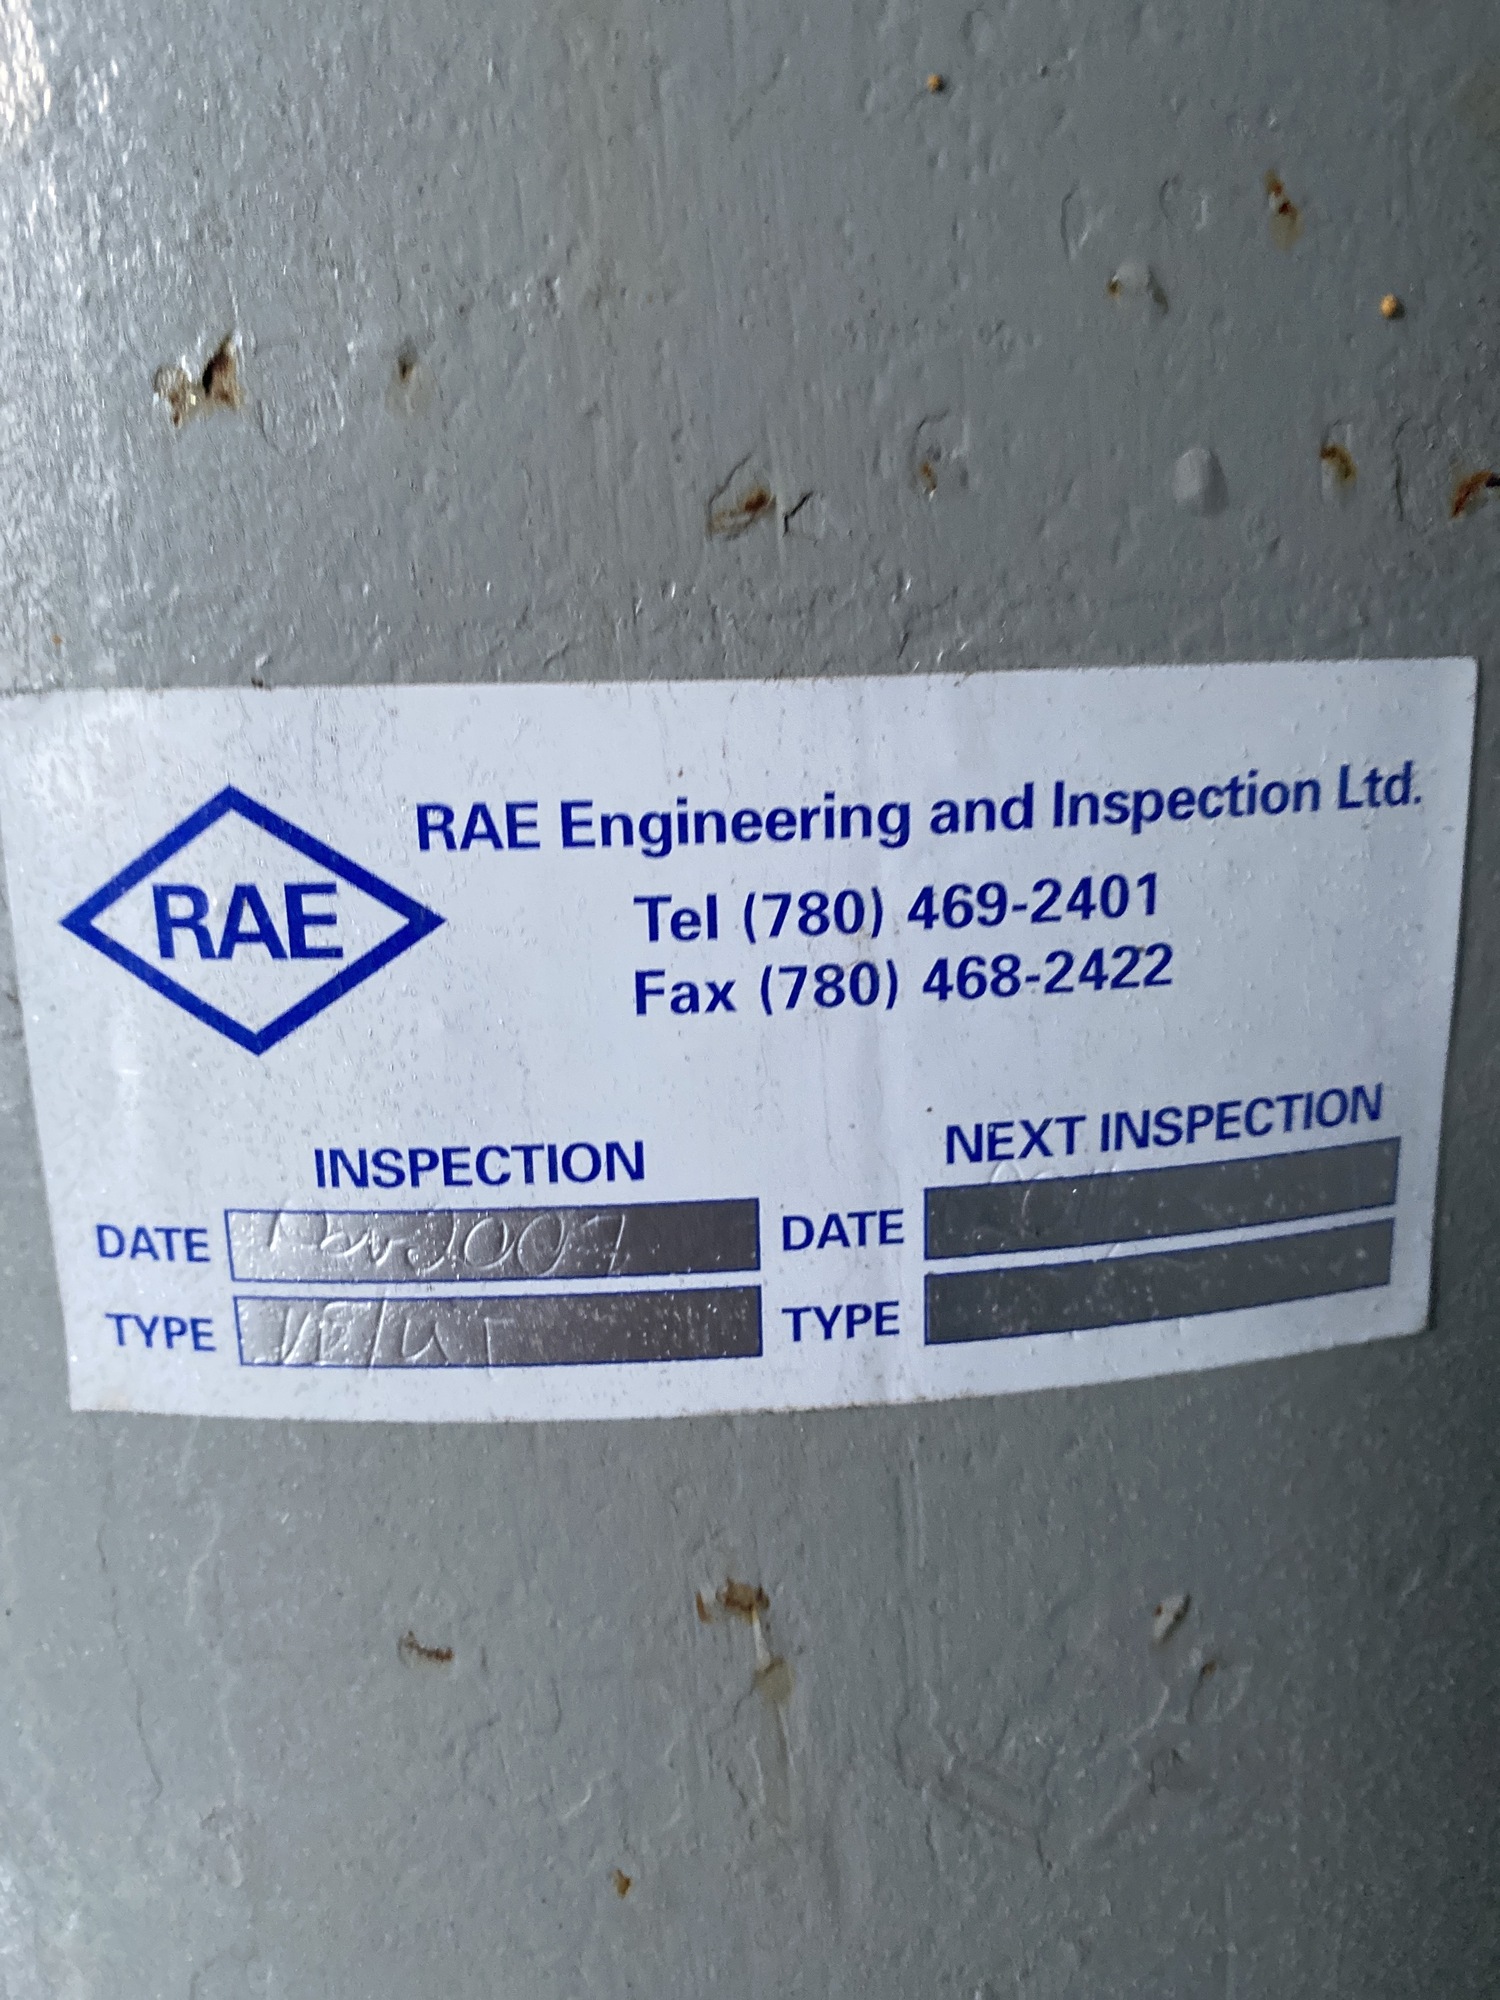 RAE
RAE Engineering and Inspection Ltd.
Tel (780) 469-2401
Fax (780) 468-2422
INSPECTION
DATE 2007
TYPE
NEXT INSPECTION
DATE
TYPE